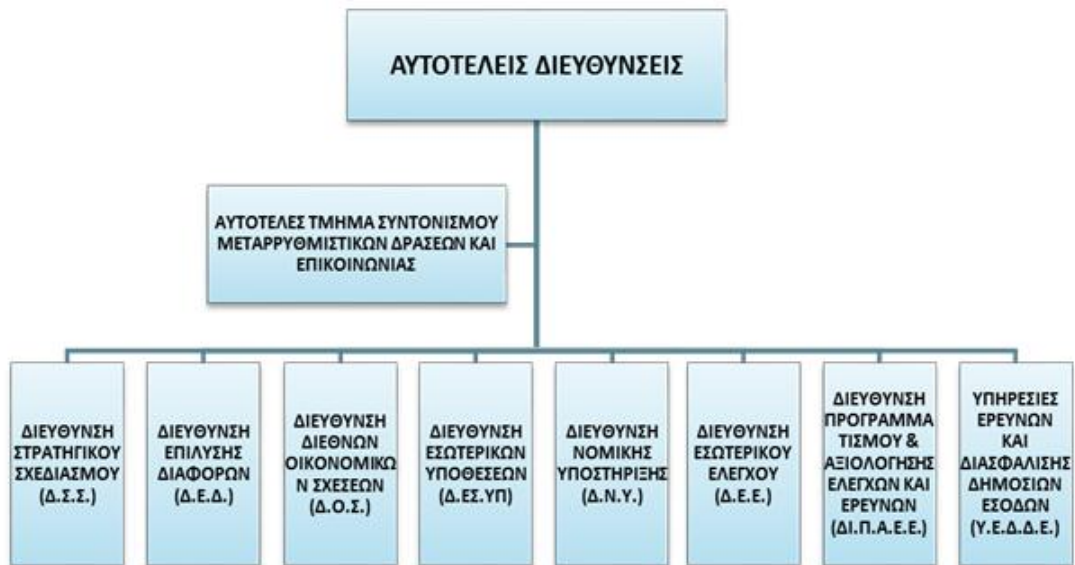 ΑΥΤΟΤΕΛΕΙΣ ΔΙΕΥΘΥΝΣΕΙΣ
ΑΥΤΟΤΕΛΕΣ ΤΜΗΜΑ ΣΥΝΤΟΝΙΣΜΟΥ
ΜΕΤΑΡΡΥΘΜΙΣΤΙΚΩΝ ΔΡΑΣΕΩΝ ΚΑΙ
ΕΠΙΚΟΙΝΩΝΙΑΣ
ΔΙΕΥΘΥΝΣΗ
ΣΤΡΑΤΗΓΙΚΟΥ
ΣΧΕΔΙΑΣΜΟΥ
(Δ.Σ.Σ.)
ΔΙΕΥΘΥΝΣΗ
ΕΠΙΛΥΣΗΣ
ΔΙΑΦΟΡΩΝ
(Δ.Ε.Δ.)
ΔΙΕΥΘΥΝΣΗ
ΔΙΕΘΝΩΝ
ΟΙΚΟΝΟΜΙΚΩ
Ν ΣΧΕΣΕΩΝ
(Δ.Ο.Σ.)
ΔΙΕΥΘΥΝΣΗ
ΕΣΩΤΕΡΙΚΩΝ
ΥΠΟΘΕΣΕΩΝ
(Δ.ΕΣ.ΥΠ)
ΔΙΕΥΘΥΝΣΗ
ΝΟΜΙΚΗΣ
ΥΠΟΣΤΗΡΙΞΗΣ
(Δ.Ν.Υ.)
ΔΙΕΥΘΥΝΣΗ
ΕΣΩΤΕΡΙΚΟΥ
ΕΛΕΓΧΟΥ
(Δ.Ε.Ε.)
ΔΙΕΥΘΥΝΣΗ
ΠΡΟΓΡΑΜΜΑ
ΤΙΣΜΟΥ &
ΑΞΙΟΛΟΓΗΣΗΣ
ΕΛΕΓΧΩΝ ΚΑΙ
ΕΡΕΥΝΩΝ
(ΔΙ.Π.Α.Ε.Ε.)
ΥΠΗΡΕΣΙΕΣ
ΕΡΕΥΝΩΝ
ΚΑΙ
ΔΙΑΣΦΑΛΙΣΗΣ
ΔΗΜΟΣΙΩΝ
ΕΣΟΔΩΝ
(Υ.Ε.Δ.Δ.Ε.)